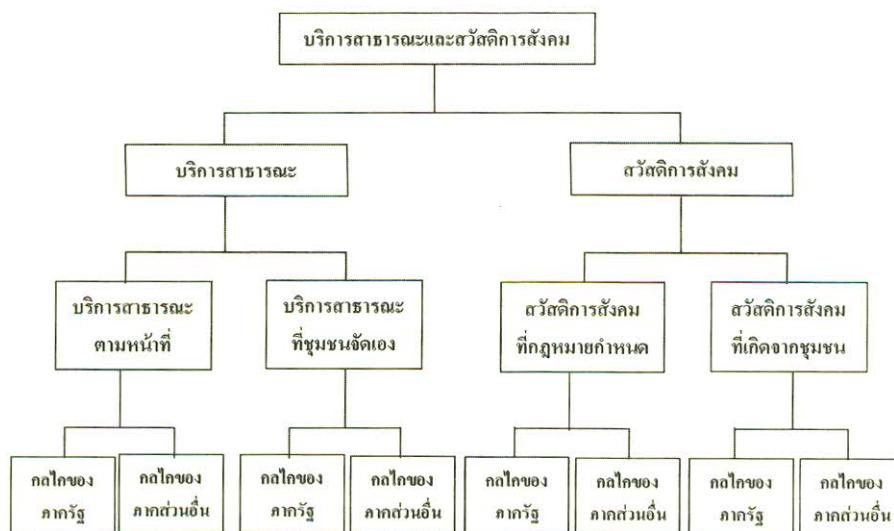 บริการสาธารณะและสวัสดิการสังคม
บริการสาธารณะ
สวัสดิการสังคม
บริการสาธารณะ
ตามหน้าที่
บริการสาธารณะ
ที่ชุมชนจัดเอง
สวัสดิการสังคม
ที่กฎหมายกำหนด
สวัสดิการสังคม
ที่เกิดจากชุมชน
กลไกของ
ภาครัฐ
กลไกของ
ภาคส่วนอื่น
กลไกของ
ภาครัฐ
กลไกของ
ภาคส่วนอื่น
กลไกของ
ภาครัฐ
กลไกของ
ภาคส่วนอื่น
กลไกของ
ภาครัฐ
กลไกของ
ภาคส่วนอื่น